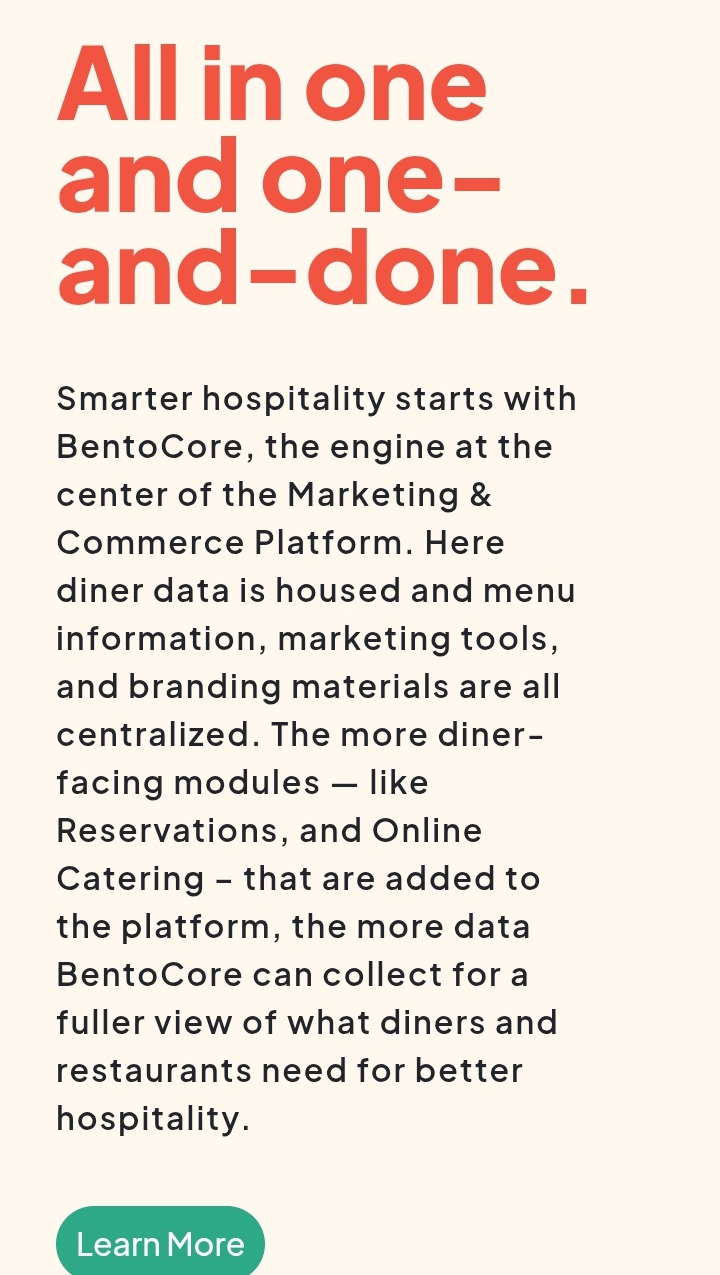 All in one
and one-
and-done.
Smarter hospitality starts with
BentoCore, the engine at the
center of the Marketing &
Commerce Platform. Here
diner data is housed and menu
information, marketing tools,
and branding materials are all
centralized. The more diner-
facing modules — like
Reservations, and Online
Catering – that are added to
the platform, the more data
BentoCore can collect for a
fuller view of what diners and
restaurants need for better
hospitality.
Learn More